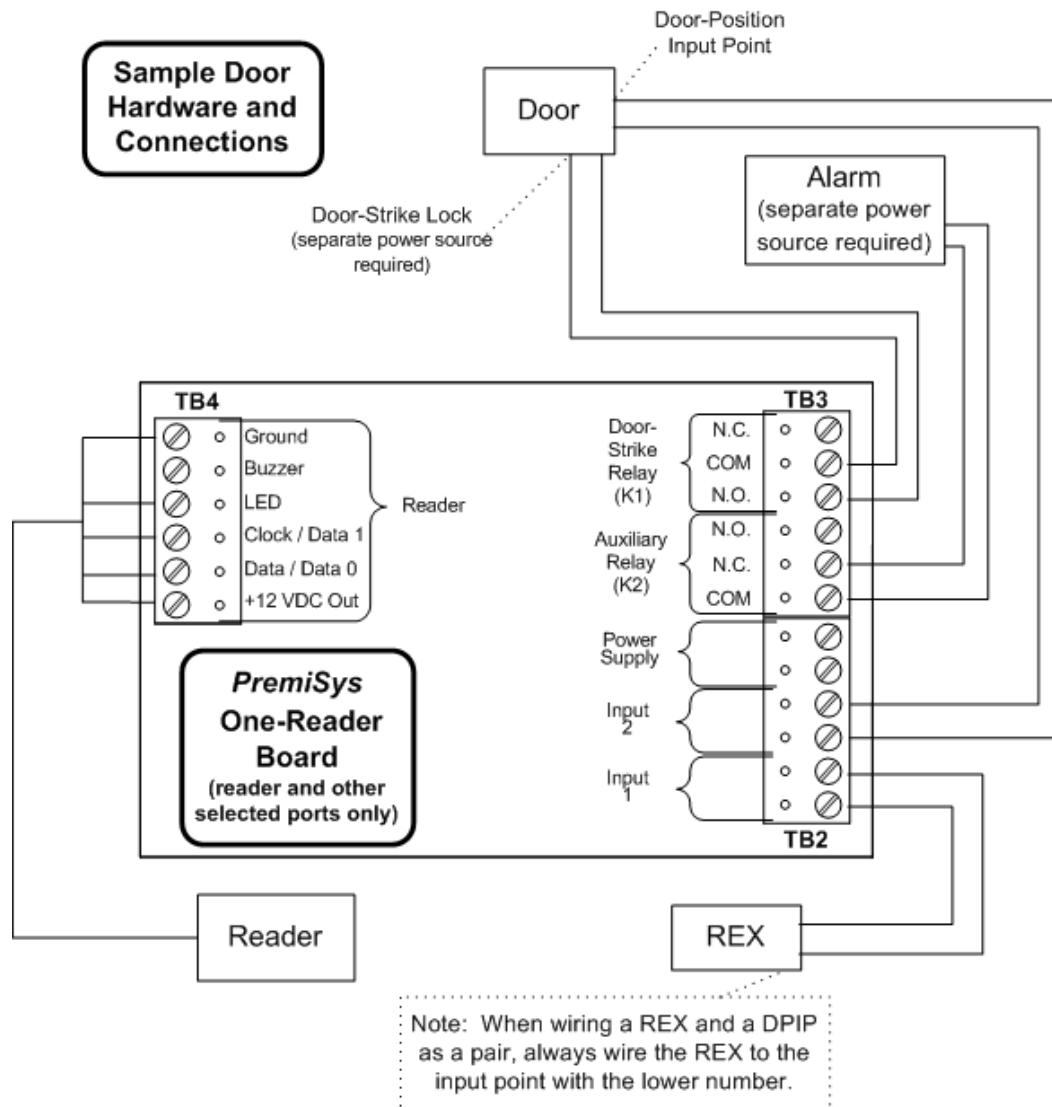 Sample Door
Hardware and
Connections
Door-Position
Input Point
Door
Door-Strike Lock
(separate power source
required)
Alarm
(separate power
source required)
TB4
Ground
Buzzer
LED
Clock / Data 1
Data / Data 0
+12 VDC Out
Reader
TB3
Door-
Strike
Relay
(K1)
N.C.
COM
N.O.
Auxiliary
Relay
(K2)
N.O.
N.C.
COM
Power
Supply
Input
2
Input
1
TB2
PremiSys
One-Reader
Board
(reader and other
selected ports only)
Reader
REX
Note: When wiring a REX and a DPIP
as a pair, always wire the REX to the
input point with the lower number.